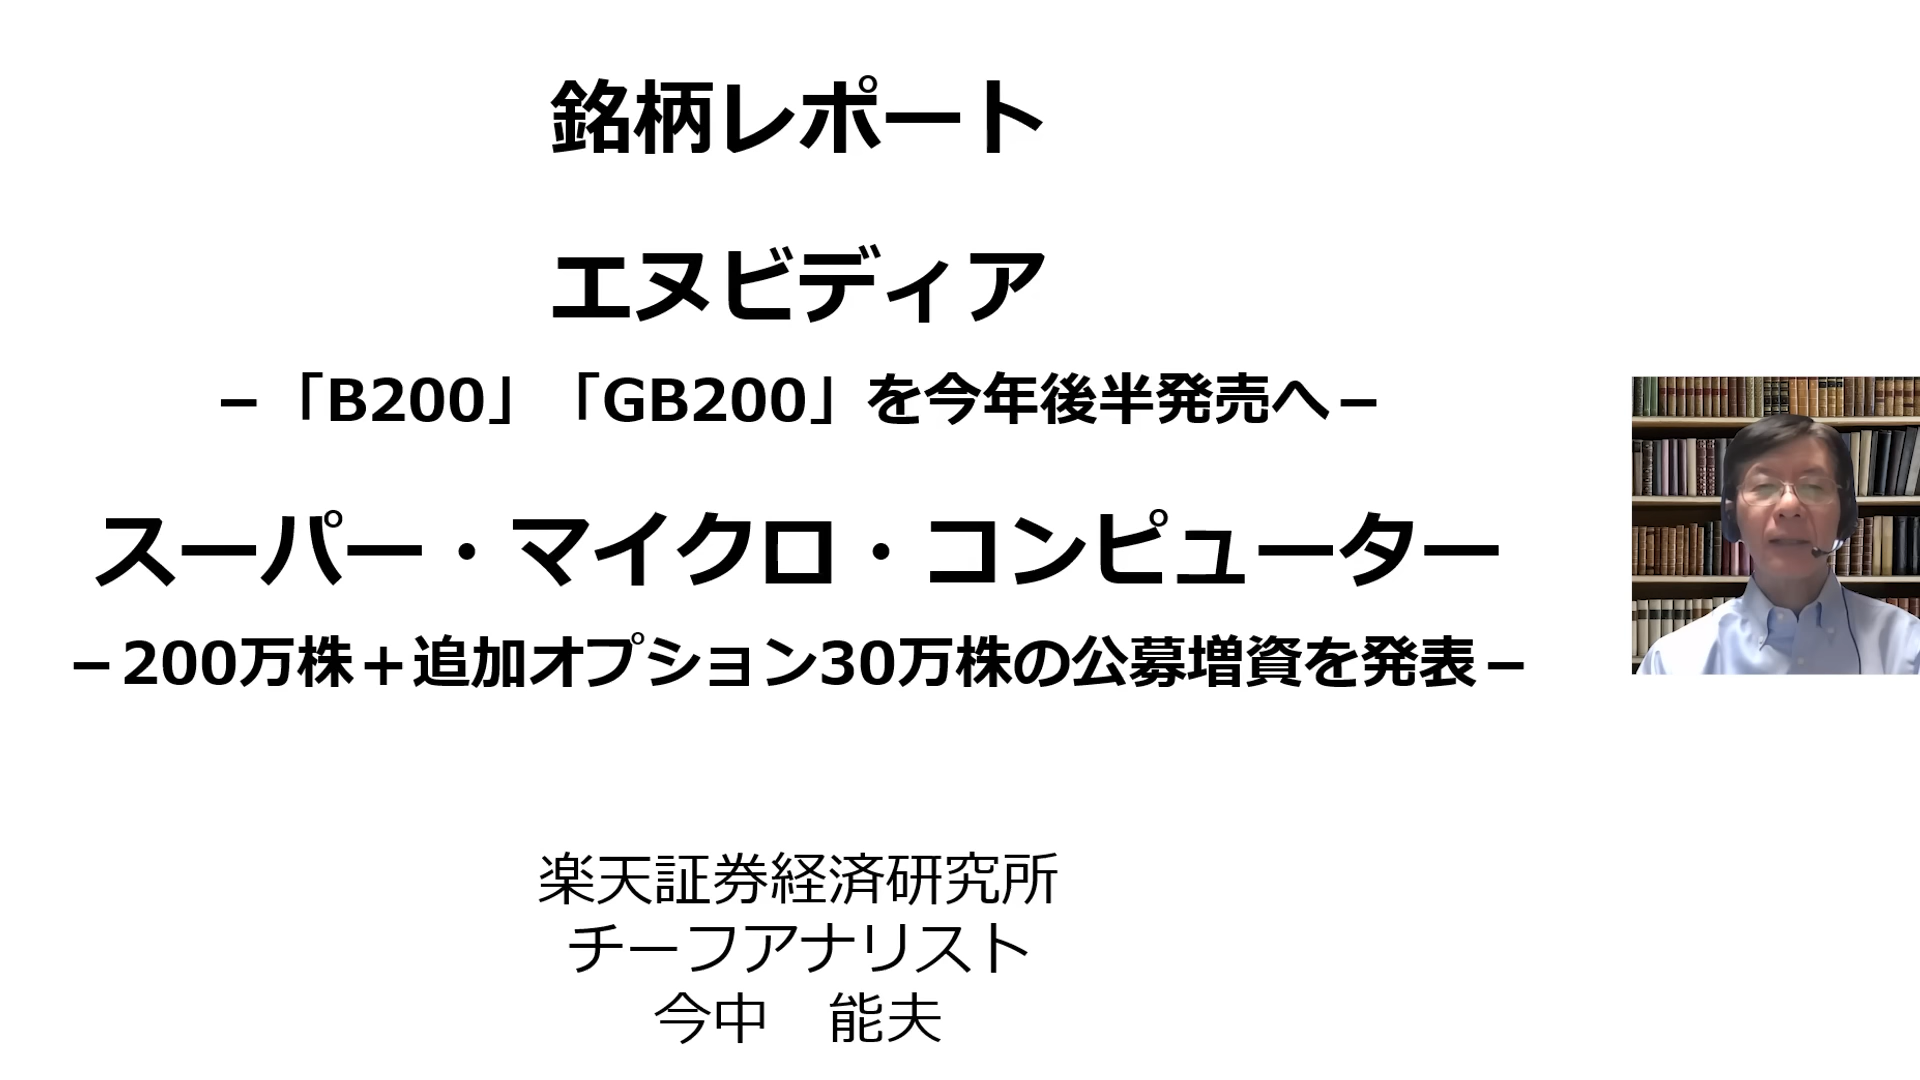 銘柄レポート
エヌビディア
－「B200」「GB200」を今年後半発売へ－
スーパー・マイクロ・コンピューター
－200万株＋追加オプション30万株の公募増資を発表－
楽天証券経済研究所
チーフアナリスト
今中　能夫